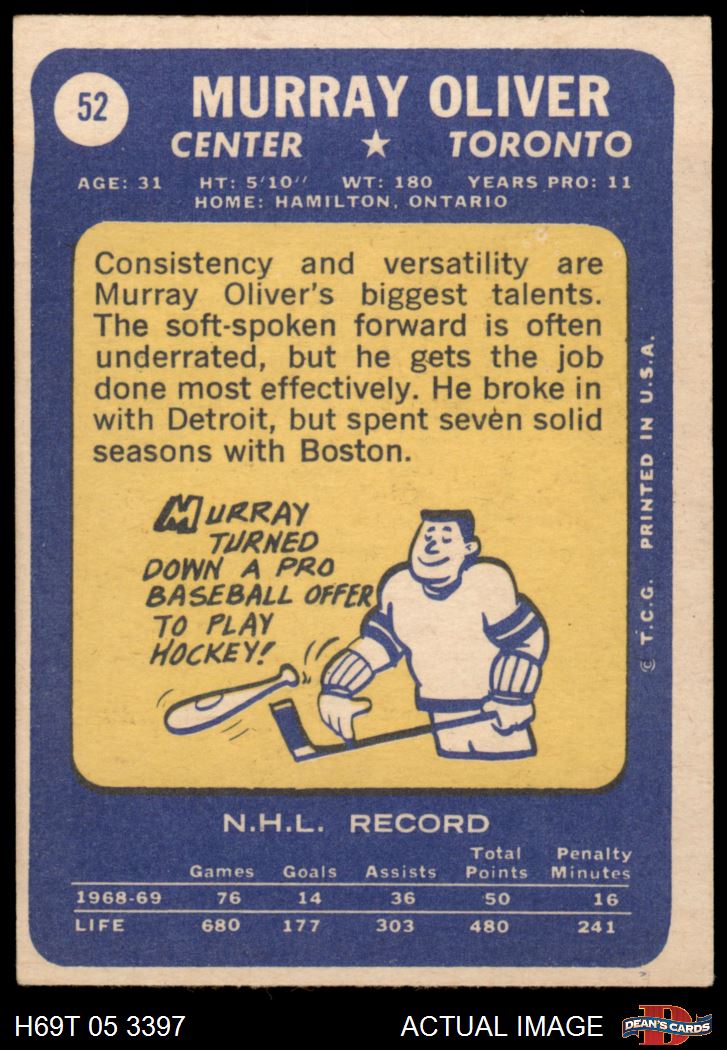 52
MURRAY OLIVER
CENTER ★ TORONTO
AGE: 31 HT: 5'10'' WT: 180 YEARS PRO: 11
HOME: HAMILTON, ONTARIO
Consistency and versatility are
Murray Oliver's biggest talents.
The soft-spoken forward is often
underrated, but he gets the job
done most effectively. He broke in
with Detroit, but spent seven solid
seasons with Boston.
MURRAY
TURNED
DOWN A PRO
BASEBALL OFFER
TO PLAY
HOCKEY!
© T.C.G. PRINTED IN U.S.A.
N.H.L. RECORD
Games Goals Assists Total Points Penalty Minutes
1968-69 76 14 36 50 16
LIFE 680 177 303 480 241
H69T 05 3397 ACTUAL IMAGE D DEAN'S CARDS